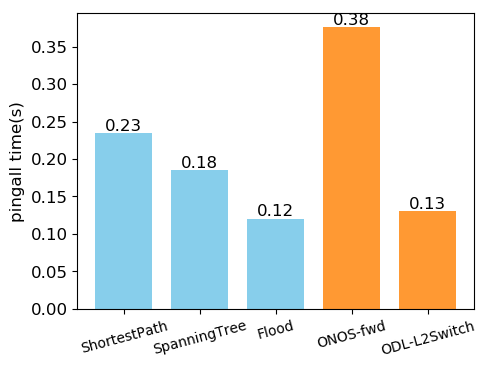 pingall time(s)
0.35
0.30
0.25
0.20
0.15
0.10
0.05
0.00
0.23
0.18
0.12
0.38
0.13
ShortestPath
SpanningTree
Flood
ONOS-fwd
ODL-L2Switch